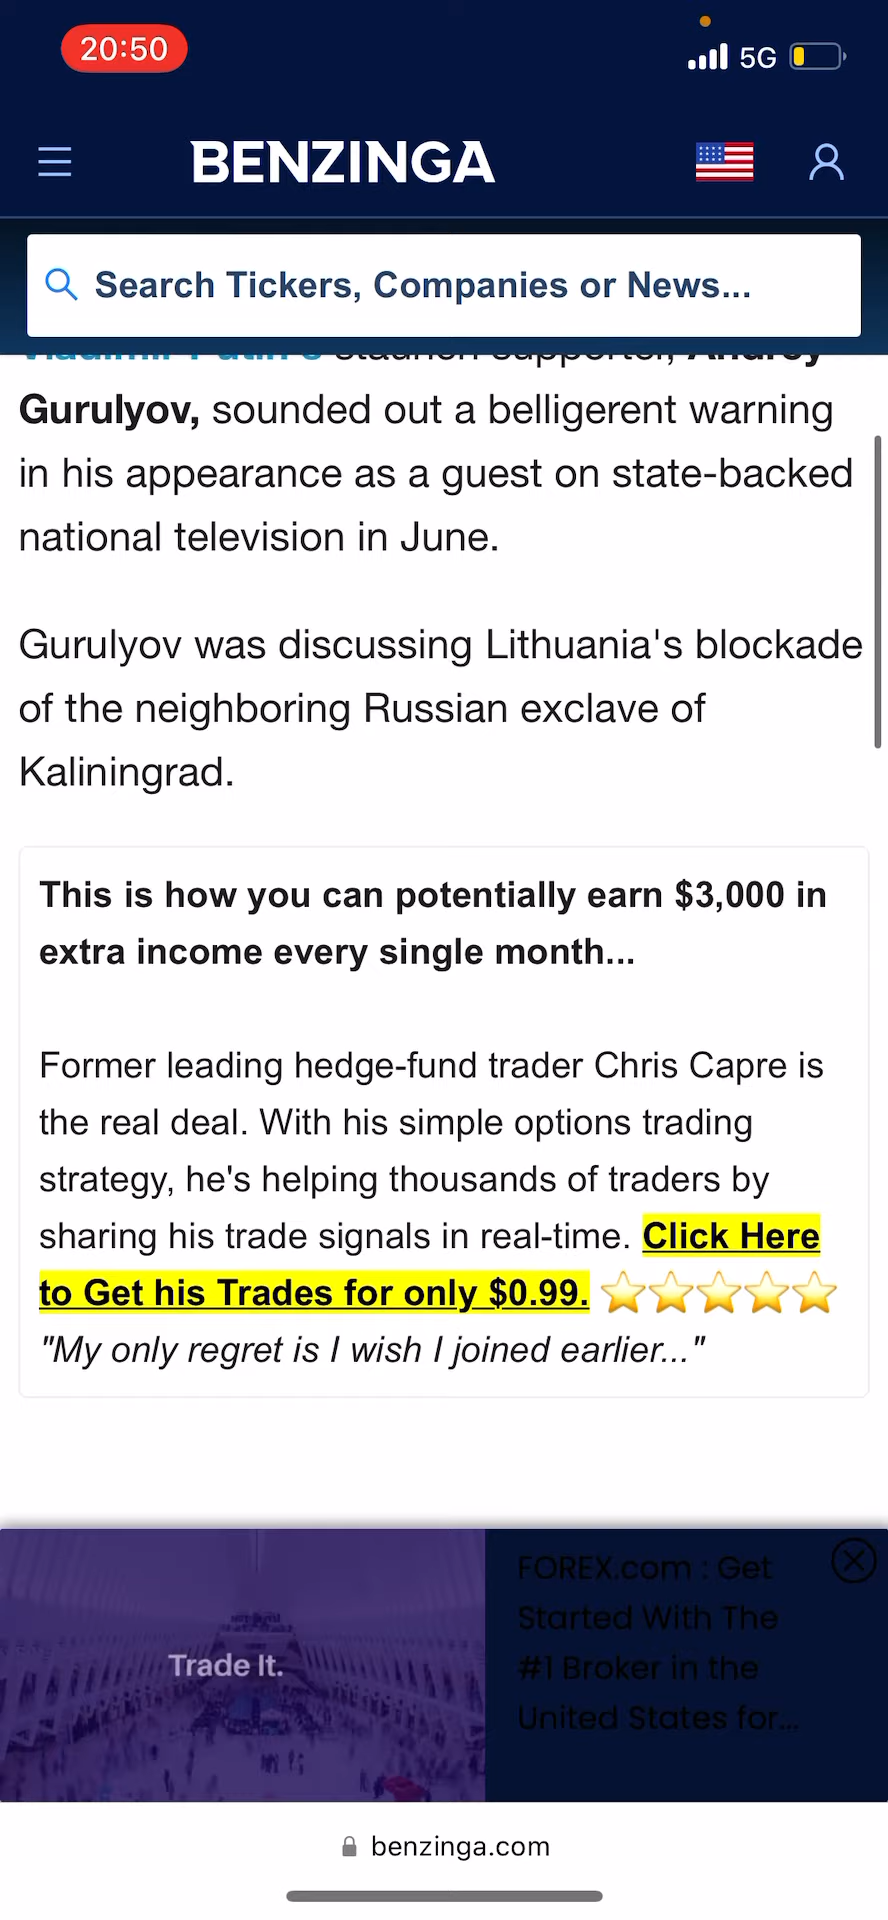 20:50
5G
BENZINGA
Search Tickers, Companies or News...
Vladimir Putin's staunch supporter, Andrey
Gurulyov, sounded out a belligerent warning
in his appearance as a guest on state-backed
national television in June.
Gurulyov was discussing Lithuania's blockade
of the neighboring Russian exclave of
Kaliningrad.
This is how you can potentially earn $3,000 in
extra income every single month...
Former leading hedge-fund trader Chris Capre is
the real deal. With his simple options trading
strategy, he's helping thousands of traders by
sharing his trade signals in real-time. Click Here
to Get his Trades for only $0.99. ⭐⭐⭐⭐⭐
"My only regret is I wish I joined earlier..."
Trade It.
FOREX.com : Get
Started With The
#1 Broker in the
United States for...
benzinga.com